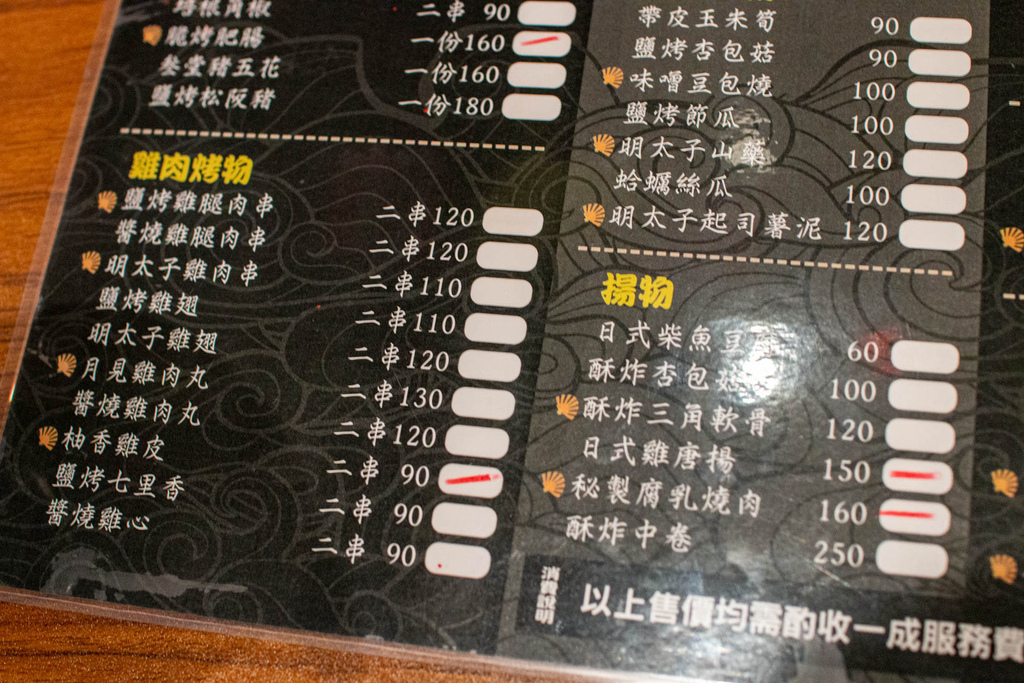 培根青椒 二串 90
脆烤肥腸 一份160
叁堂豬五花 一份160
鹽烤松阪豬 一份180
雞肉烤物
鹽烤雞腿肉串 二串120
醬燒雞腿肉串 二串120
明太子雞肉串 二串110
鹽烤雞翅 二串110
明太子雞翅 二串120
月見雞肉丸 二串130
醬燒雞肉丸 二串120
柚香雞皮 二串 90
鹽烤七里香 二串 90
醬燒雞心 二串 90
帶皮玉米筍 90
鹽烤杏包菇 90
味噌豆包燒 100
鹽烤節瓜 100
明太子山藥 120
蛤蠣絲瓜 100
明太子起司薯泥 120
揚物
日式柴魚豆腐 60
酥炸杏包菇 100
酥炸三角軟骨 120
日式雞唐揚 150
秘製腐乳燒肉 160
酥炸中卷 250
消費說明
以上售價均需酌收一成服務費